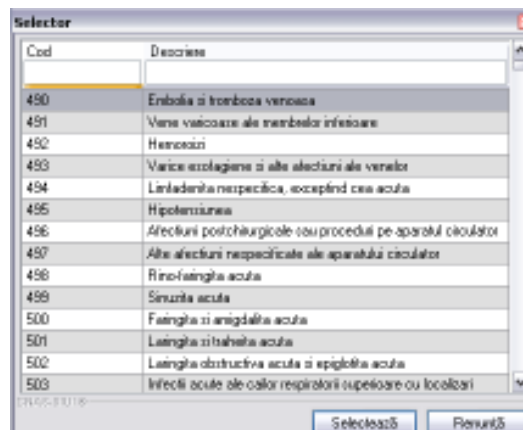 Selector
Cod Descriere
490 Embolia si tromboza venoasa
491 Vene varicoase ale membrelor inferioare
492 Hemoroizi
493 Varice esofagiene si alte afectiuni ale venelor
494 Limfadenita nespecifica, exceptind cea acuta
495 Hipotensiunea
496 Afectiuni postchirurgicale sau proceduri pe aparatul circulator
497 Alte afectiuni nespecificate ale aparatului circulator
498 Rino-faringita acuta
499 Sinuzita acuta
500 Faringita si amigdalita acuta
501 Laringita si traheita acuta
502 Laringita obstructiva acuta si epiglotita acuta
503 Infectii acute ale cailor respiratorii superioare cu localizari
Selectează Renunță